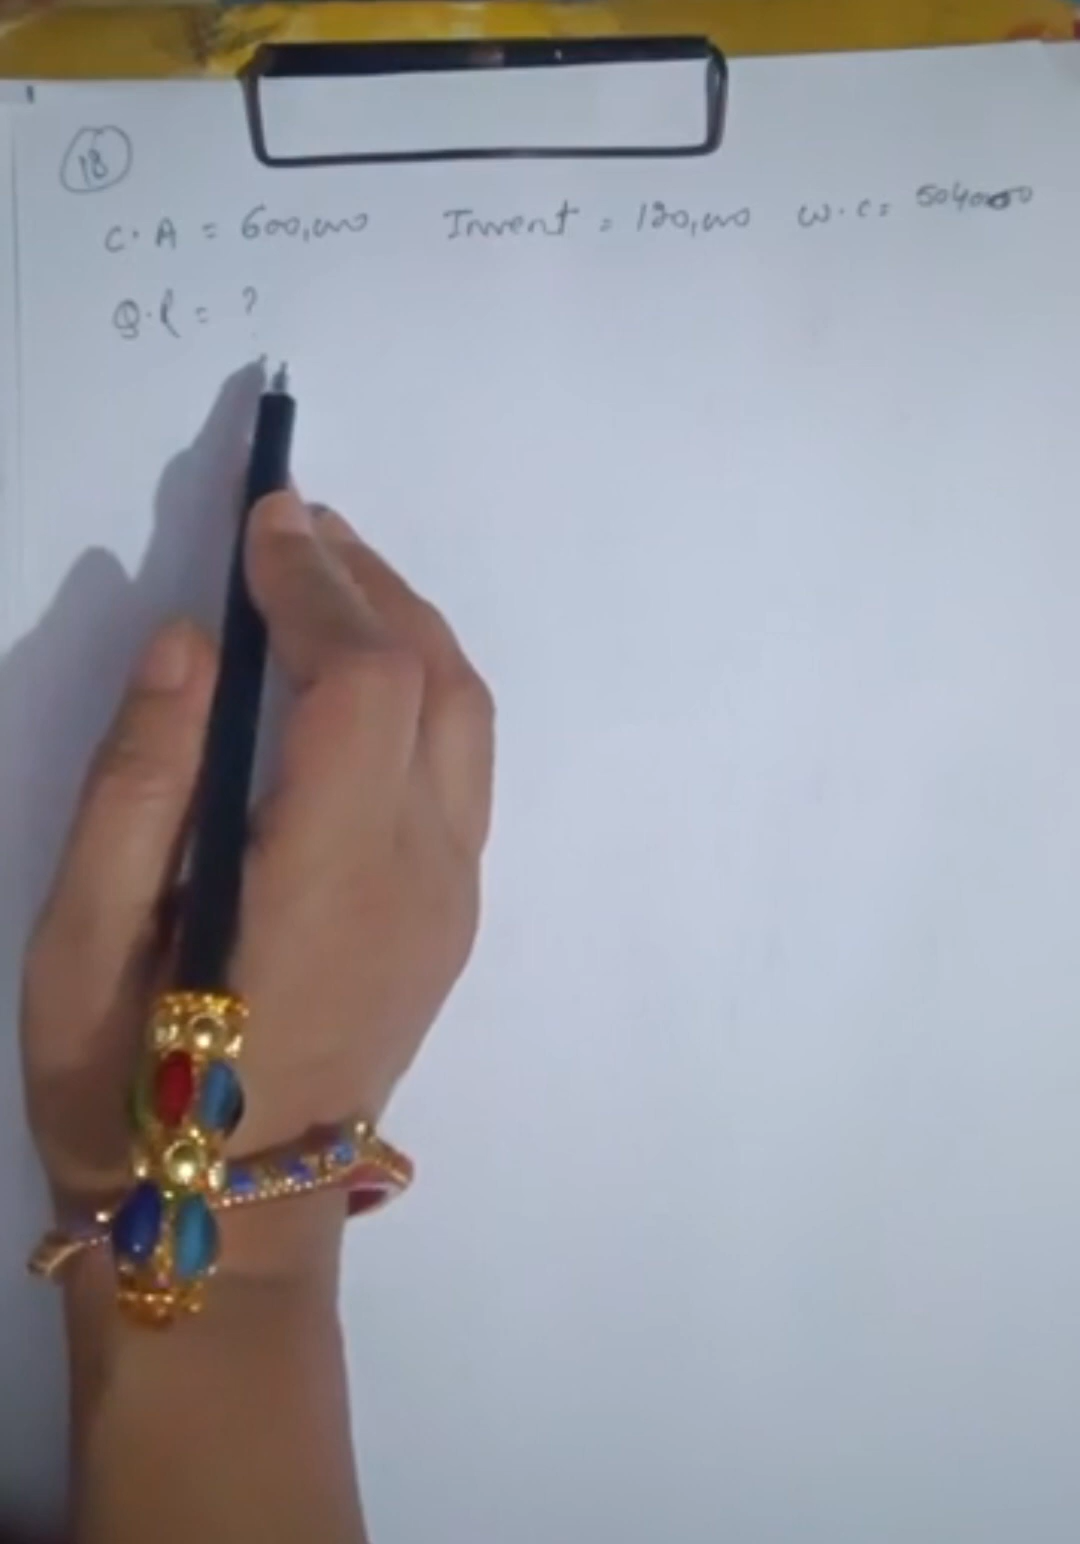 18
C.A = 600,000 Invent = 120,000 W.C = 504000
Q.R = ?